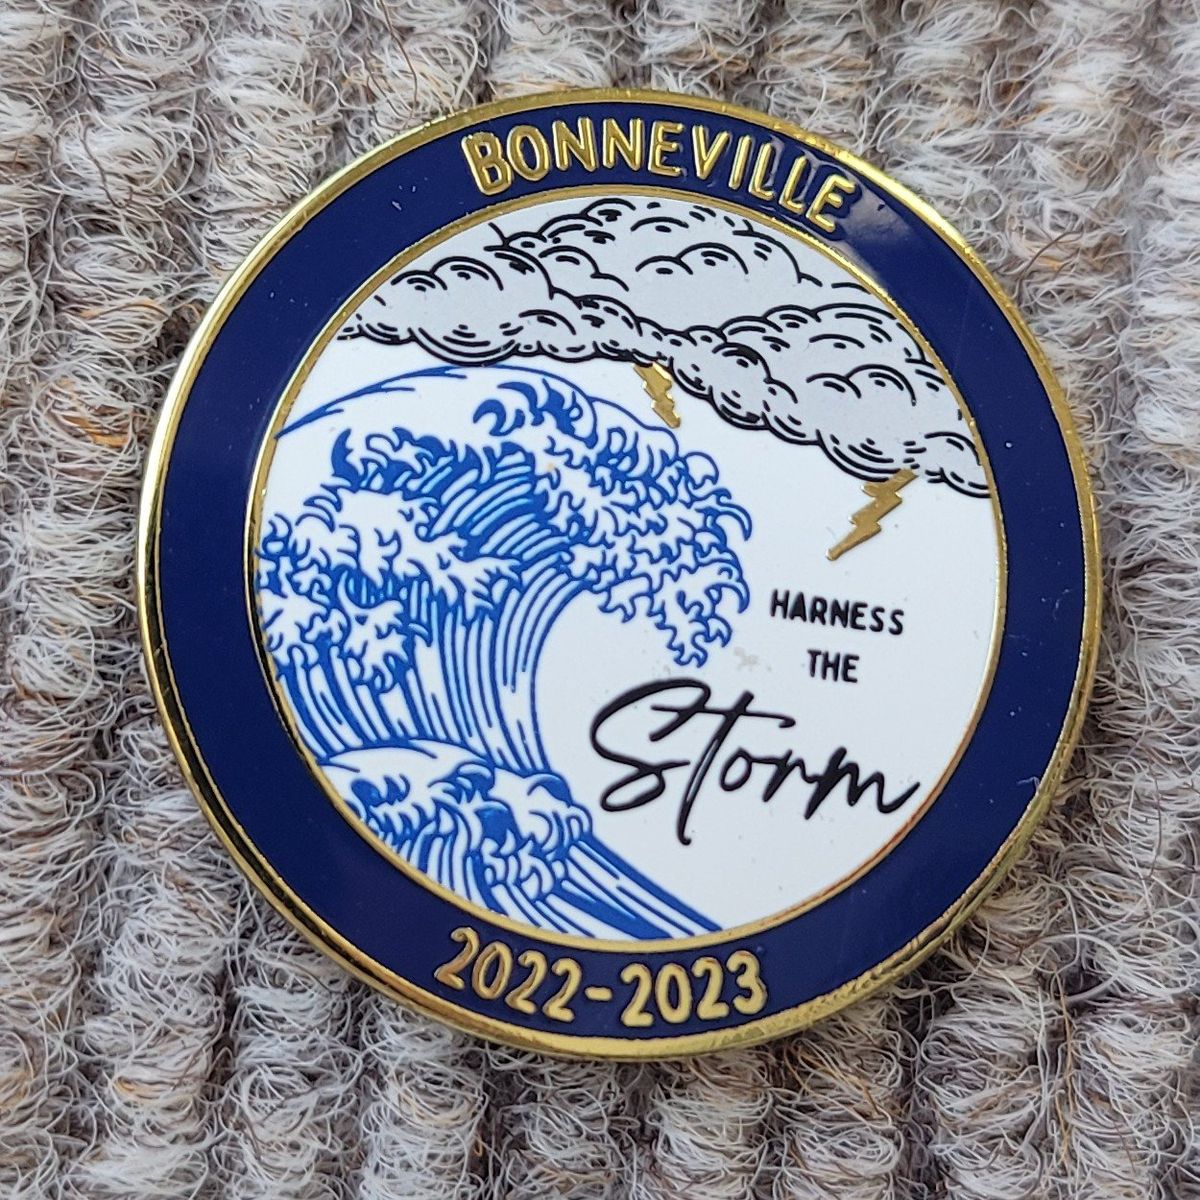 BONNEVILLE
HARNESS
THE
Storm
2022-2023